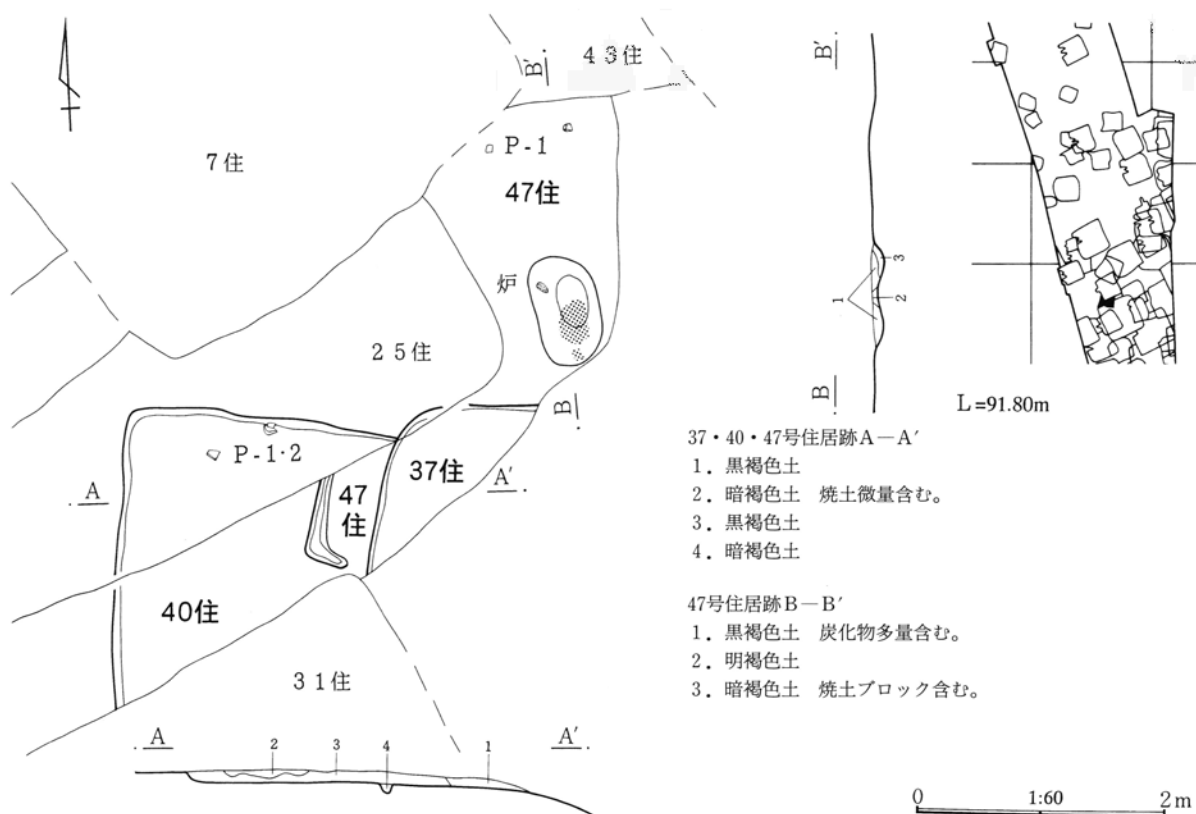 B′
43住
B′
7住
P-1
47住
炉
3
1
2
25住
B
B
L=91.80m
P-1·2
37住
A
A′
47
住
40住
31住
37・40・47号住居跡A—A′
1．黒褐色土
2．暗褐色土　焼土微量含む。
3．黒褐色土
4．暗褐色土
47号住居跡B—B′
1．黒褐色土　炭化物多量含む。
2．明褐色土
3．暗褐色土　焼土ブロック含む。
A
2
3
4
1
A′
0
1:60
2m